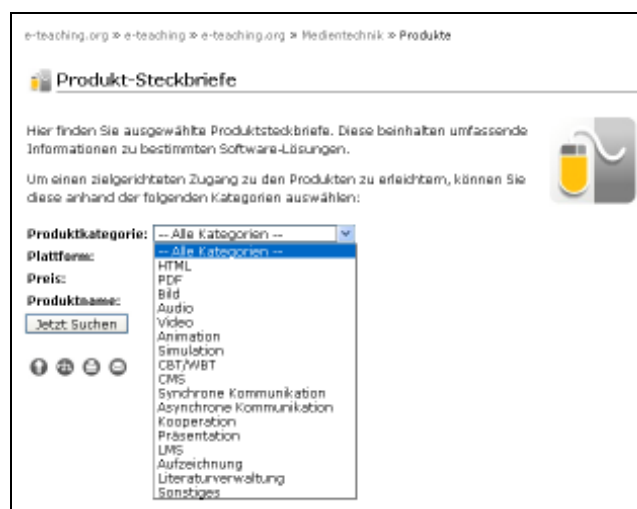 e-teaching.org » e-teaching » e-teaching.org » Medientechnik » Produkte
Produkt-Steckbriefe
Hier finden Sie ausgewählte Produktsteckbriefe. Diese beinhalten umfassende
Informationen zu bestimmten Software-Lösungen.
Um einen zielgerichteten Zugang zu den Produkten zu erleichtern, können Sie
diese anhand der folgenden Kategorien auswählen:
Produktkategorie: -- Alle Kategorien --
Plattform: -- Alle Kategorien --
HTML
Preis: PDF
Bild
Produktname:
Audio
Jetzt Suchen Video
Animation
Simulation
CBT/WBT
CMS
Synchrone Kommunikation
Asynchrone Kommunikation
Kooperation
Präsentation
LMS
Aufzeichnung
Literaturverwaltung
Sonstiges